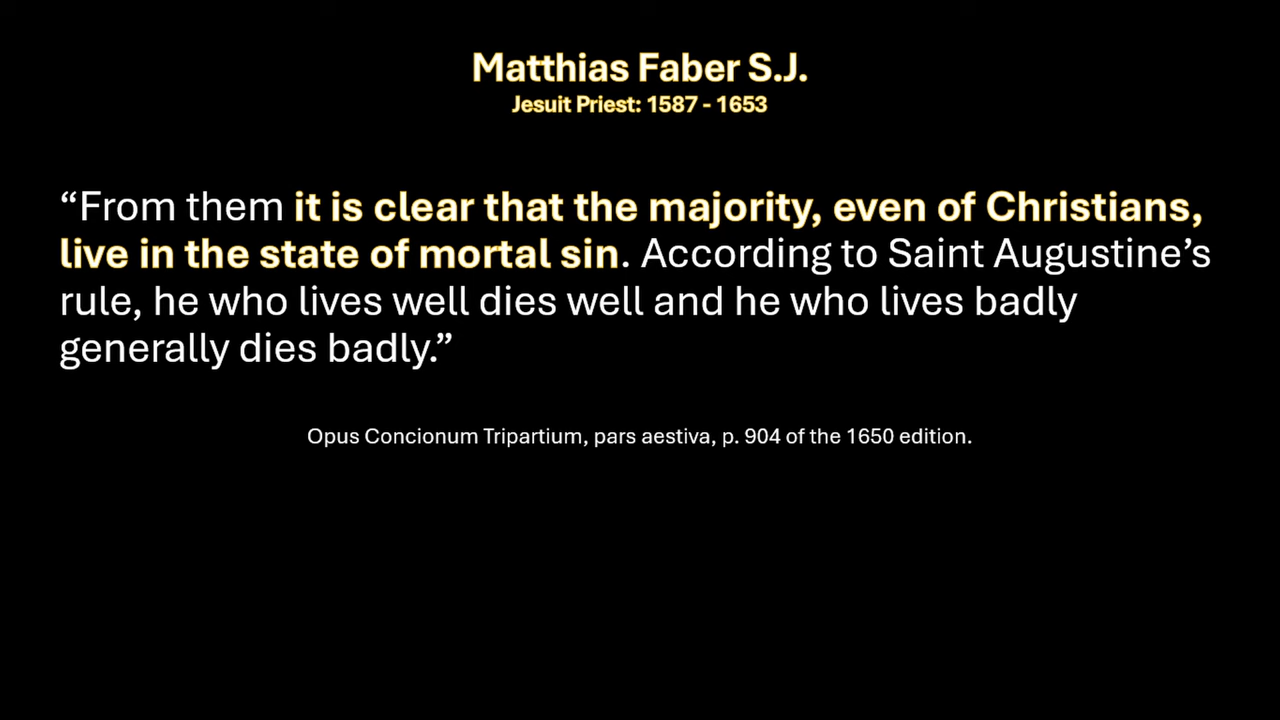 Matthias Faber S.J.
Jesuit Priest: 1587 - 1653
“From them it is clear that the majority, even of Christians,
live in the state of mortal sin. According to Saint Augustine’s
rule, he who lives well dies well and he who lives badly
generally dies badly.”
Opus Concionum Tripartium, pars aestiva, p. 904 of the 1650 edition.